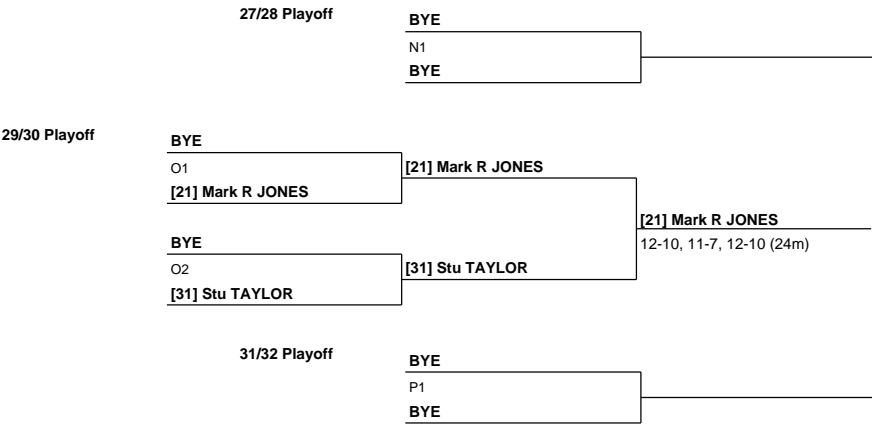 27/28 Playoff
BYE
N1
BYE
29/30 Playoff
BYE
O1
[21] Mark R JONES
[21] Mark R JONES
[21] Mark R JONES
12-10, 11-7, 12-10 (24m)
BYE
O2
[31] Stu TAYLOR
[31] Stu TAYLOR
31/32 Playoff
BYE
P1
BYE